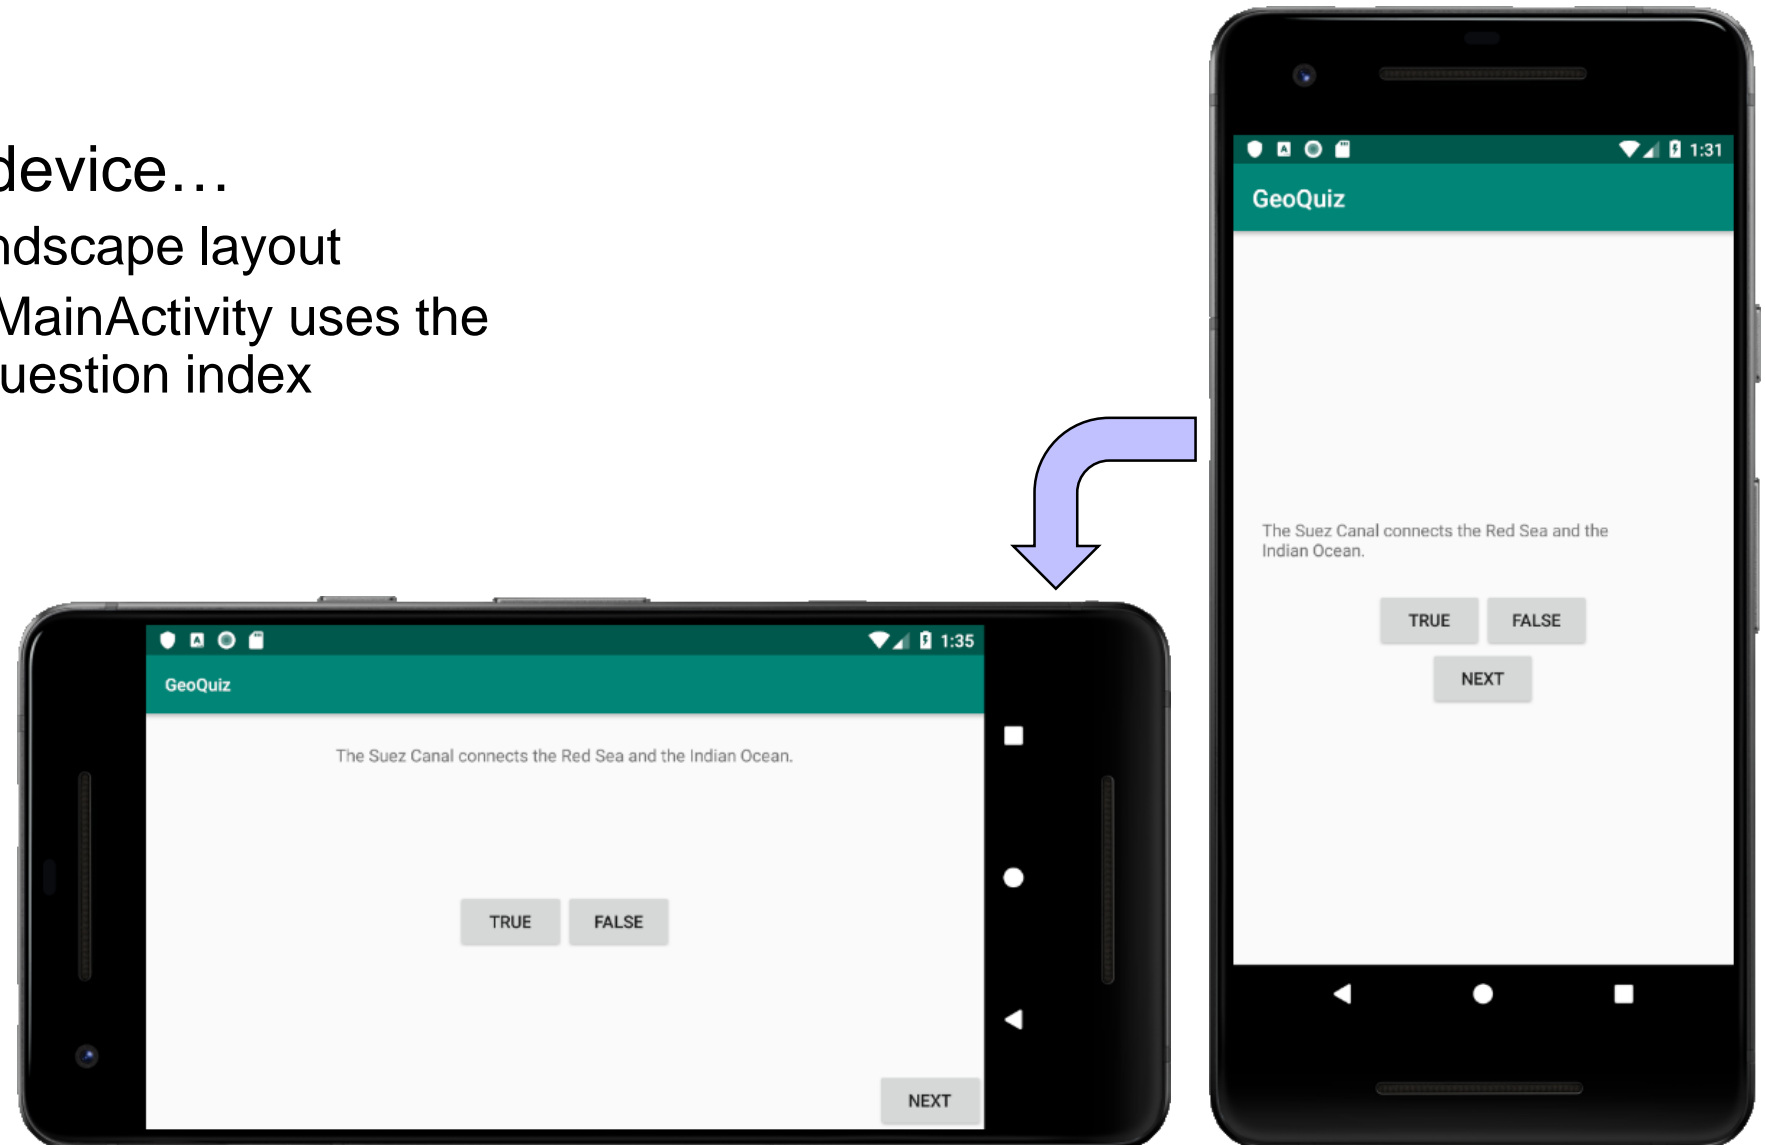 device…
ndscape layout
MainActivity uses the
uestion index
1:31
GeoQuiz
The Suez Canal connects the Red Sea and the
Indian Ocean.
TRUE FALSE
NEXT
1:35
GeoQuiz
The Suez Canal connects the Red Sea and the Indian Ocean.
TRUE FALSE
NEXT